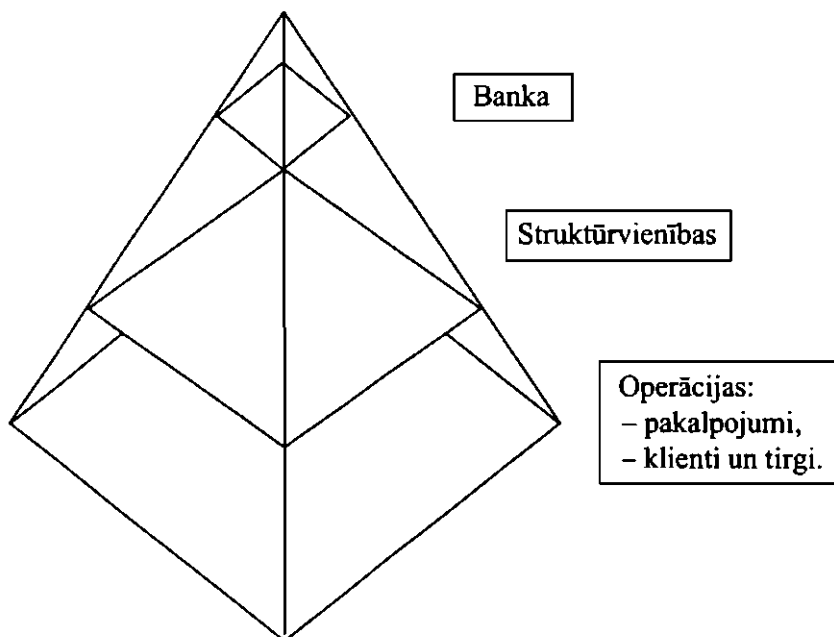 Banka
Struktūrvienības
Operācijas:
– pakalpojumi,
– klienti un tirgi.